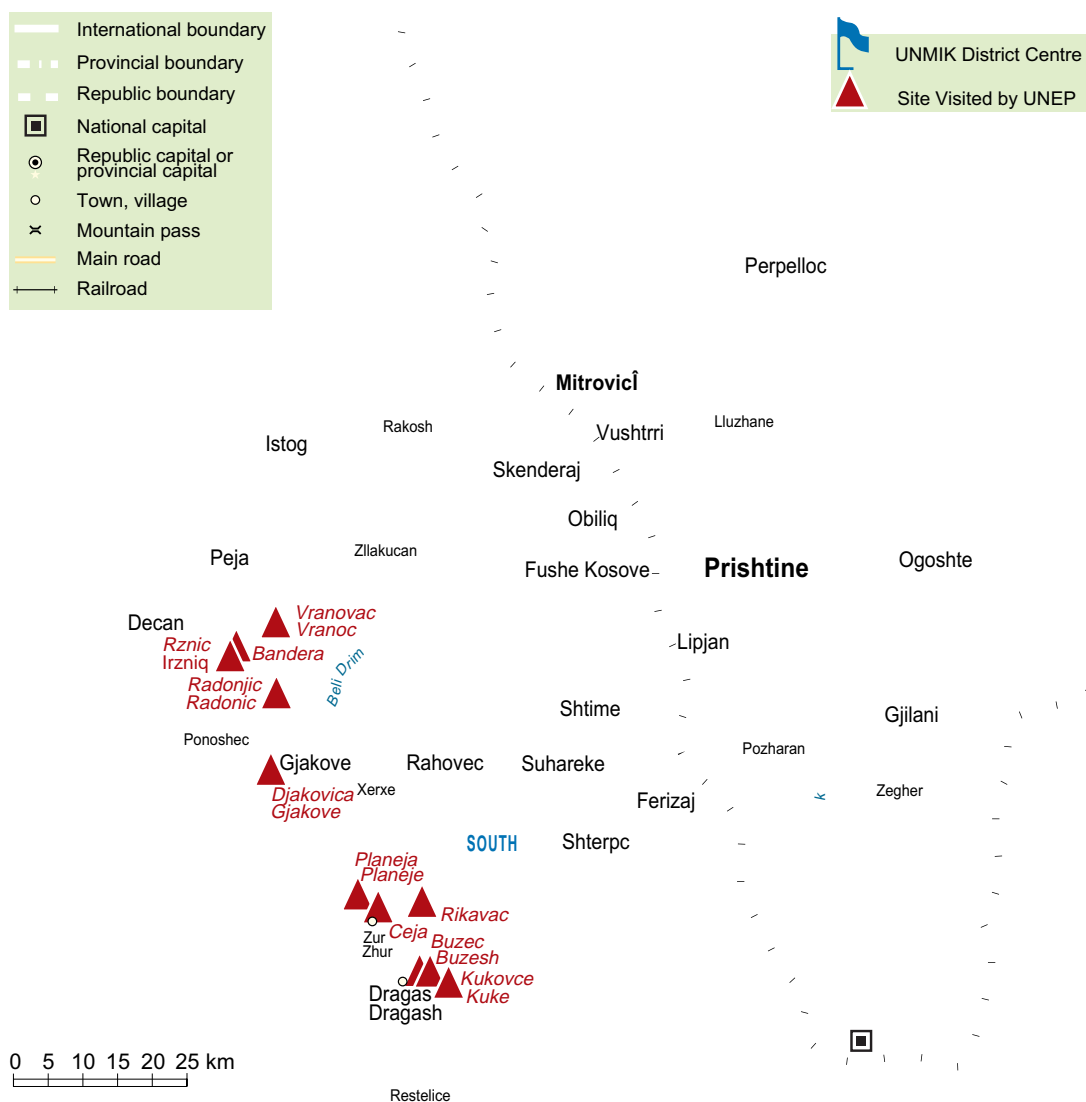 International boundary
Provincial boundary
Republic boundary
National capital
Republic capital or
provincial capital
Town, village
Mountain pass
Main road
Railroad
UNMIK District Centre
Site Visited by UNEP
Perpelloc
MitrovicÎ
Rakosh
Lluzhane
Istog
Vushtrri
Skenderaj
Obiliq
Peja
Zllakucan
Fushe Kosove
Prishtine
Ogoshte
Decan
Vranovac
Vranoc
Rznic
Irzniq
Bandera
Lipjan
Beli Drim
Radonjic
Radonic
Shtime
Gjilani
Ponoshec
Pozharan
Gjakove
Rahovec
Suhareke
Djakovica
Gjakove
Xerxe
Ferizaj
k
Zegher
SOUTH
Shterpc
Planeja
Planeje
Rikavac
Ceja
Zur
Zhur
Buzec
Buzesh
Kukovce
Kuke
Dragas
Dragash
0 5 10 15 20 25 km
Restelice